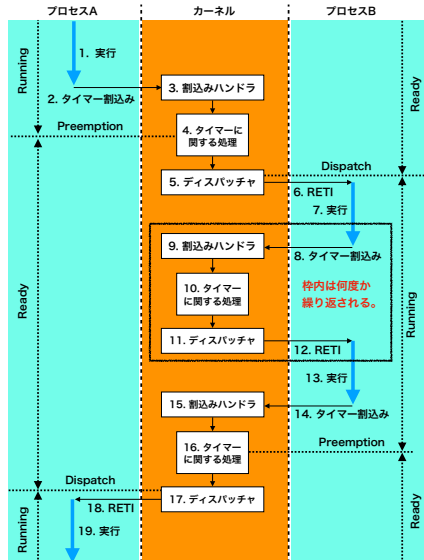 プロセスA
カーネル
プロセスB
Running
1. 実行
2. タイマー割込み
3. 割込みハンドラ
Ready
Preemption
4. タイマーに
関する処理
Dispatch
5. ディスパッチャ
6. RETI
7. 実行
9. 割込みハンドラ
8. タイマー割込み
Ready
10. タイマー
に関する処理
枠内は何度か
繰り返される。
Running
11. ディスパッチャ
12. RETI
13. 実行
15. 割込みハンドラ
14. タイマー割込み
16. タイマー
に関する処理
Preemption
Dispatch
17. ディスパッチャ
Ready
18. RETI
Running
19. 実行